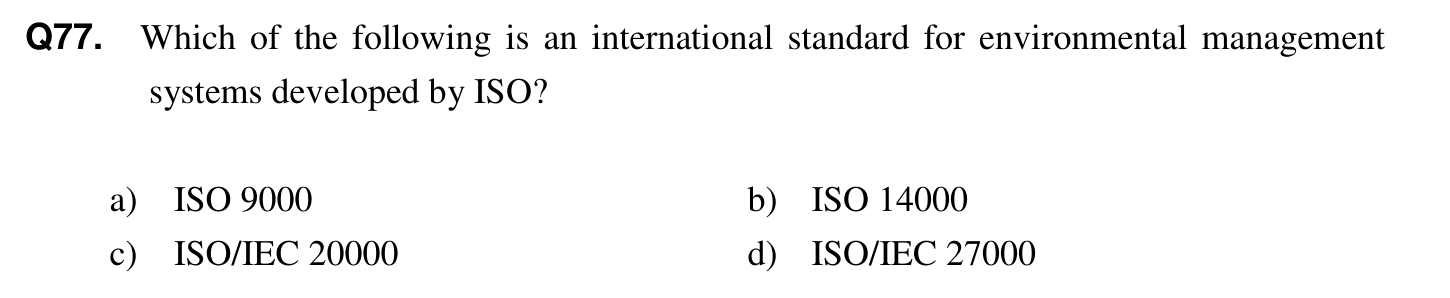 Q77. Which of the following is an international standard for environmental management
systems developed by ISO?
a) ISO 9000 b) ISO 14000
c) ISO/IEC 20000 d) ISO/IEC 27000